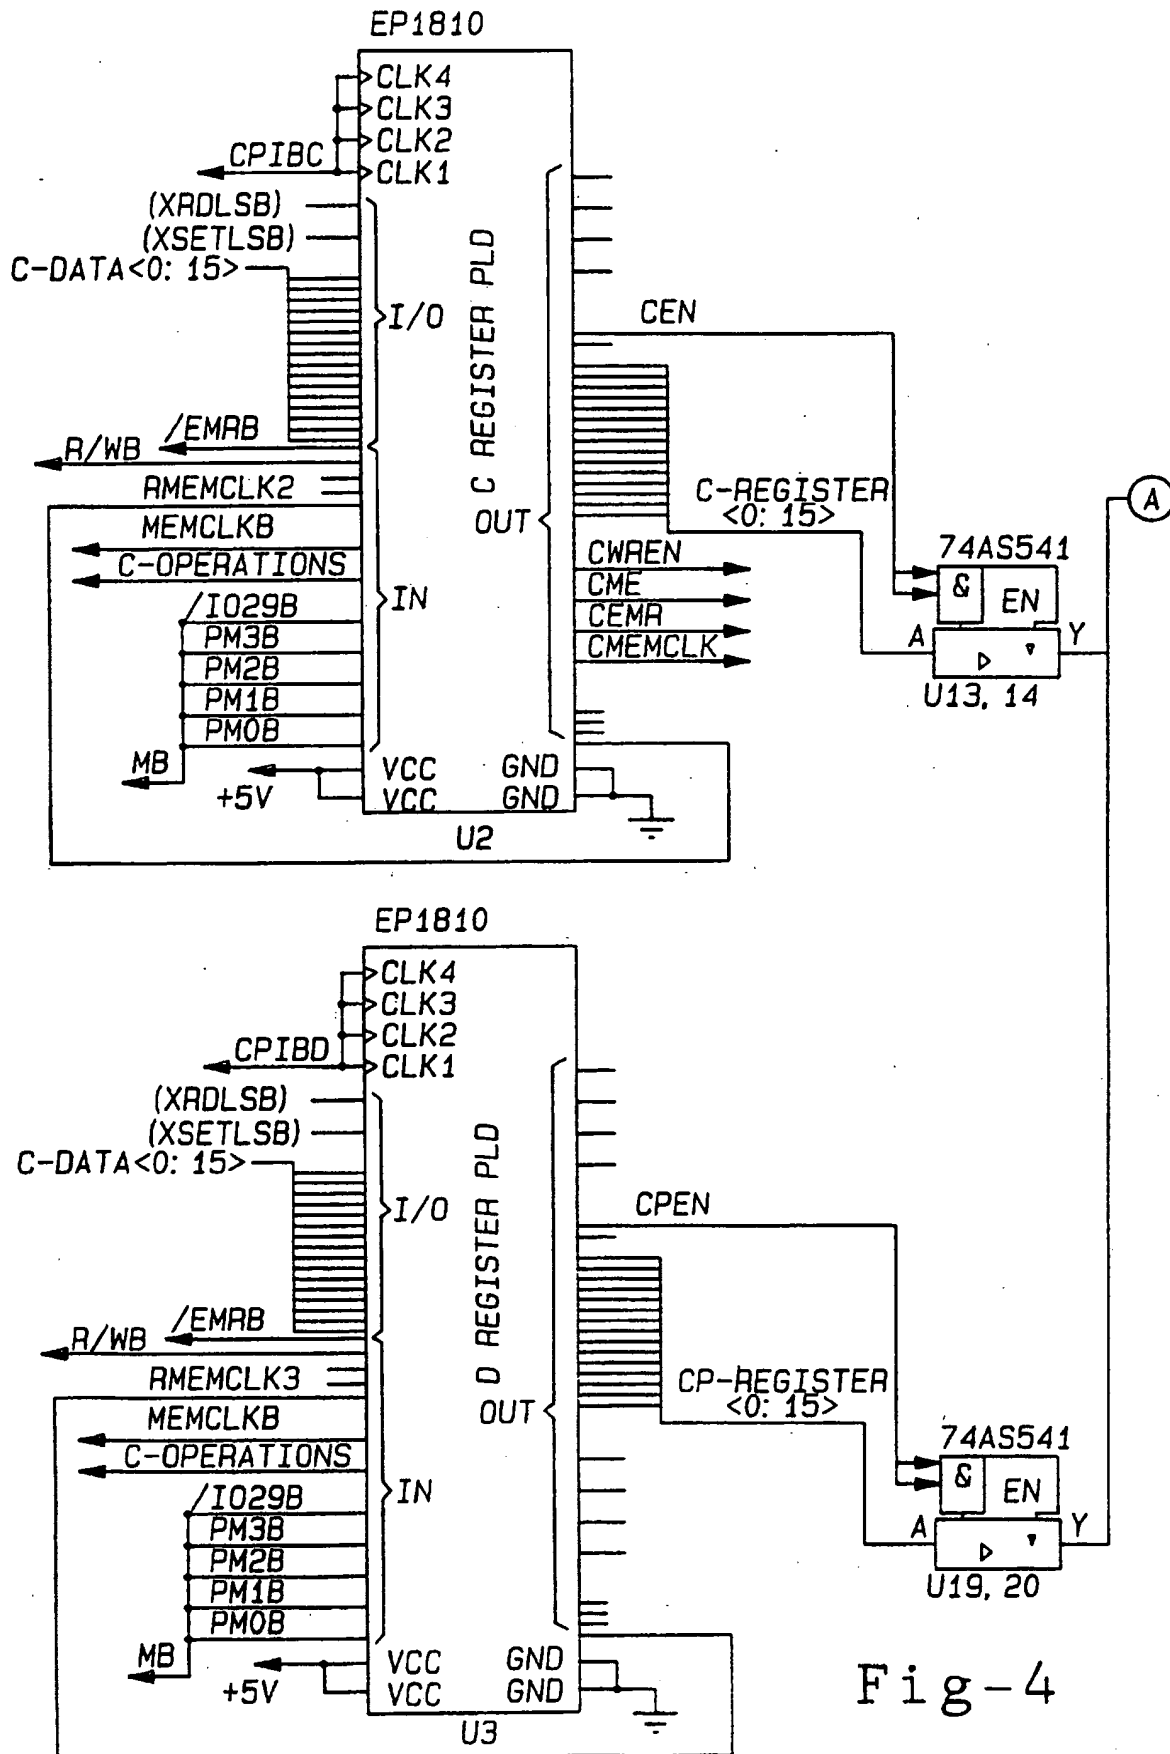 EP1810
CLK4
CLK3
CLK2
CPIBC
CLK1
(XRDLSB)
(XSETLSB)
C-DATA<0: 15>
I/O
C REGISTER PLD
CEN
/EMRB
R/WB
RMEMCLK2
C-REGISTER
<0: 15>
OUT
A
MEMCLKB
74AS541
C-OPERATIONS
CWREN
&
EN
CME
IN
/IO29B
CEMR
PM3B
CMEMCLK
A
Y
PM2B
U13, 14
PM1B
PM0B
MB
VCC
GND
+5V
VCC
GND
U2
EP1810
CLK4
CLK3
CLK2
CPIBD
CLK1
(XRDLSB)
(XSETLSB)
C-DATA<0: 15>
I/O
D REGISTER PLD
CPEN
/EMRB
R/WB
RMEMCLK3
CP-REGISTER
<0: 15>
OUT
MEMCLKB
74AS541
C-OPERATIONS
&
EN
IN
/IO29B
PM3B
A
Y
PM2B
U19, 20
PM1B
PM0B
MB
VCC
GND
+5V
VCC
GND
U3
Fig-4